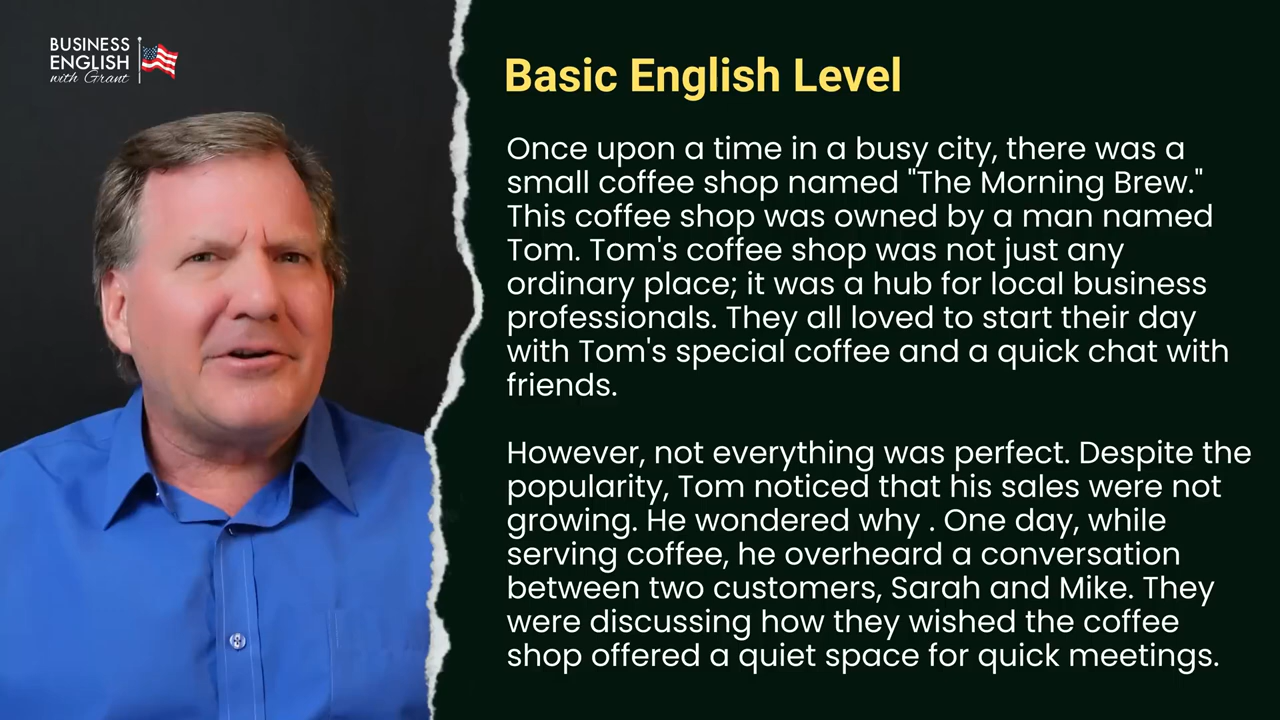 BUSINESS
ENGLISH
with Grant
Basic English Level
Once upon a time in a busy city, there was a
small coffee shop named "The Morning Brew."
This coffee shop was owned by a man named
Tom. Tom's coffee shop was not just any
ordinary place; it was a hub for local business
professionals. They all loved to start their day
with Tom's special coffee and a quick chat with
friends.
However, not everything was perfect. Despite the
popularity, Tom noticed that his sales were not
growing. He wondered why . One day, while
serving coffee, he overheard a conversation
between two customers, Sarah and Mike. They
were discussing how they wished the coffee
shop offered a quiet space for quick meetings.